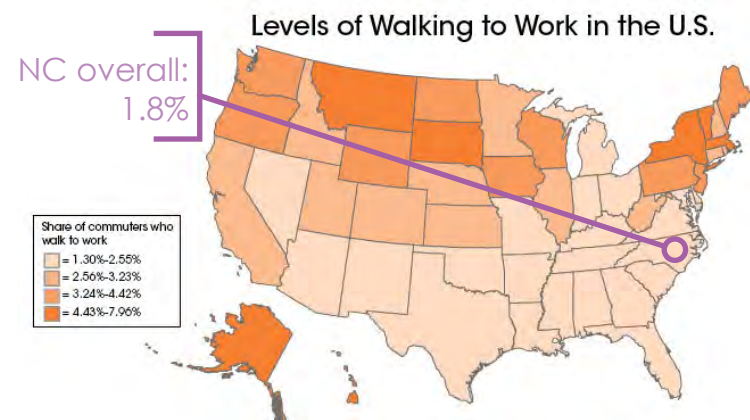 Levels of Walking to Work in the U.S.
NC overall:
1.8%
Share of commuters who
walk to work
= 1.30%-2.55%
= 2.56%-3.23%
= 3.24%-4.42%
= 4.43%-7.96%